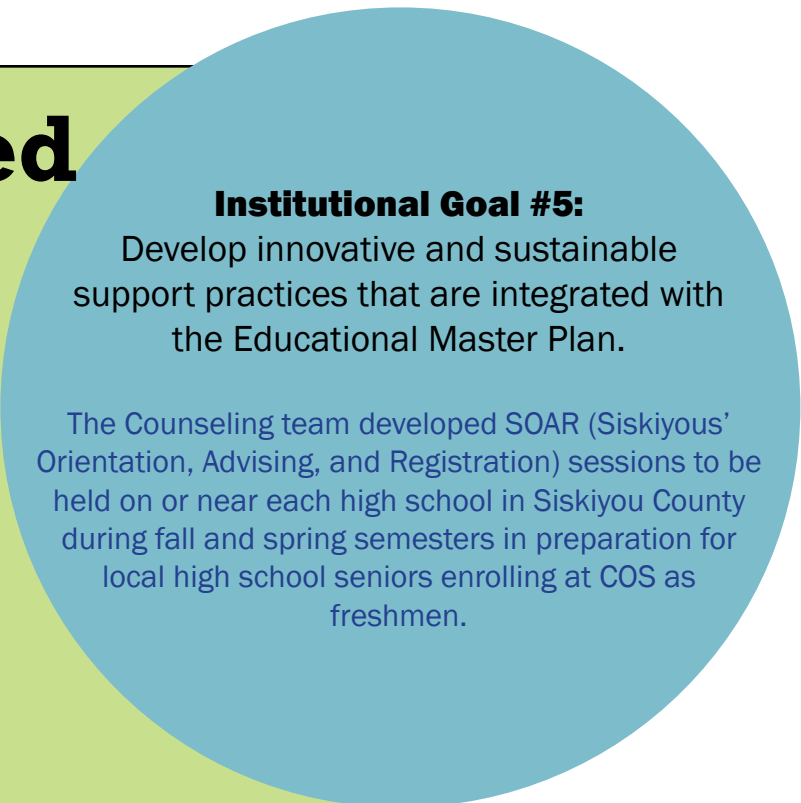 ed
Institutional Goal #5:
Develop innovative and sustainable
support practices that are integrated with
the Educational Master Plan.
The Counseling team developed SOAR (Siskiyous’
Orientation, Advising, and Registration) sessions to be
held on or near each high school in Siskiyou County
during fall and spring semesters in preparation for
local high school seniors enrolling at COS as
freshmen.